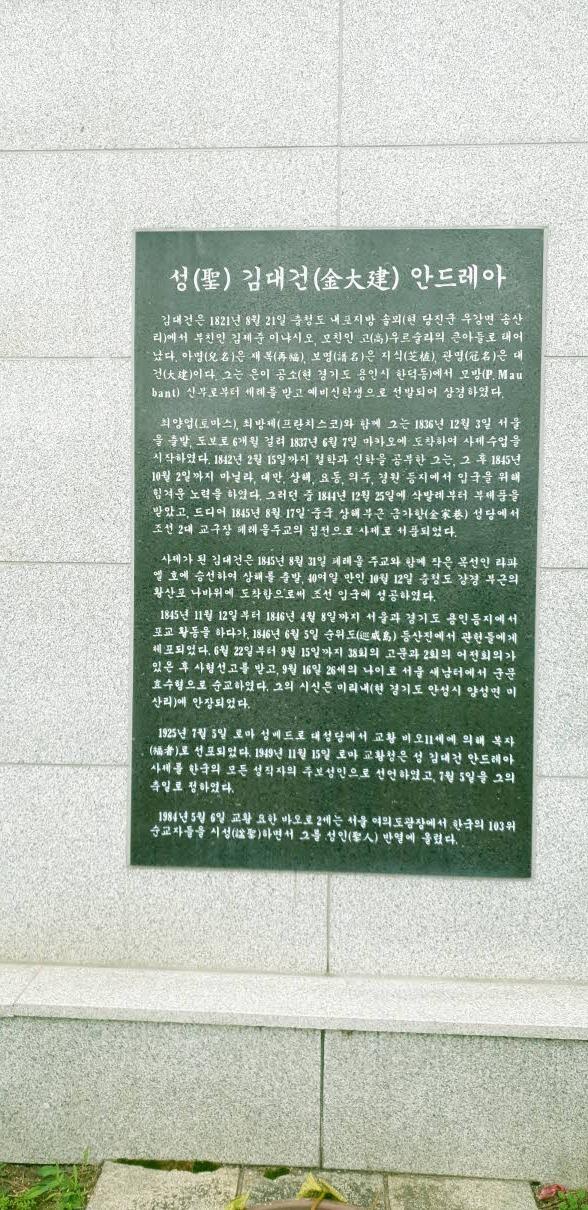 성(聖) 김대건(金大建) 안드레아
김대건은 1821년 8월 21일 충청도 내포지방 솔뫼(현 당진군 우강면 송산
리)에서 부친인 김제준 이냐시오, 모친인 고(高)우르술라의 큰아들로 태어
났다. 아명(兒名)은 재복(再福), 보명(譜名)은 지식(芝植), 관명(冠名)은 대
건(大建)이다. 그는 은이 공소(현 경기도 용인시 한덕동)에서 모방(P. Mau
bant) 신부로부터 세례를 받고 예비신학생으로 선발되어 상경하였다.
최양업(토마스), 최방제(프란치스코)와 함께 그는 1836년 12월 3일 서울
을 출발, 도보로 6개월 걸려 1837년 6월 7일 마카오에 도착하여 사제수업을
시작하였다. 1842년 2월 15일까지 철학과 신학을 공부한 그는, 그 후 1845년
10월 2일까지 마닐라, 대만, 상해, 요동, 의주, 경원 등지에서 입국을 위해
힘겨운 노력을 하였다. 그러던 중 1844년 12월 25일에 삭발례부터 부제품을
받았고, 드디어 1845년 8월 17일 중국 상해부근 금가항(金家巷) 성당에서
조선 2대 교구장 페레올주교의 집전으로 사제로 서품되었다.
사제가 된 김대건은 1845년 8월 31일 페레올 주교와 함께 작은 목선인 라파
엘 호에 승선하여 상해를 출발, 40여일 만인 10월 12일 충청도 강경 부근의
황산포 나바위에 도착함으로써 조선 입국에 성공하였다.
1845년 11월 12일부터 1846년 4월 8일까지 서울과 경기도 용인등지에서
포교 활동을 하다가, 1846년 6월 5일 순위도(巡威島) 등산진에서 관헌들에게
체포되었다. 6월 22일부터 9월 15일까지 38회의 고문과 2회의 어전회의가
있은 후 사형선고를 받고, 9월 16일 26세의 나이로 서울 새남터에서 군문
효수형으로 순교하였다. 그의 시신은 미리내(현 경기도 안성시 양성면 미
산리)에 안장되었다.
1925년 7월 5일 로마 성베드로 대성당에서 교황 비오11세에 의해 복자
(福者)로 선포되었다. 1949년 11월 15일 로마 교황청은 성 김대건 안드레아
사제를 한국의 모든 성직자의 주보성인으로 선언하였고, 7월 5일을 그의
축일로 정하였다.
1984년 5월 6일 교황 요한 바오로 2세는 서울 여의도광장에서 한국의 103위
순교자들을 시성(諡聖)하면서 그를 성인(聖人) 반열에 올렸다.